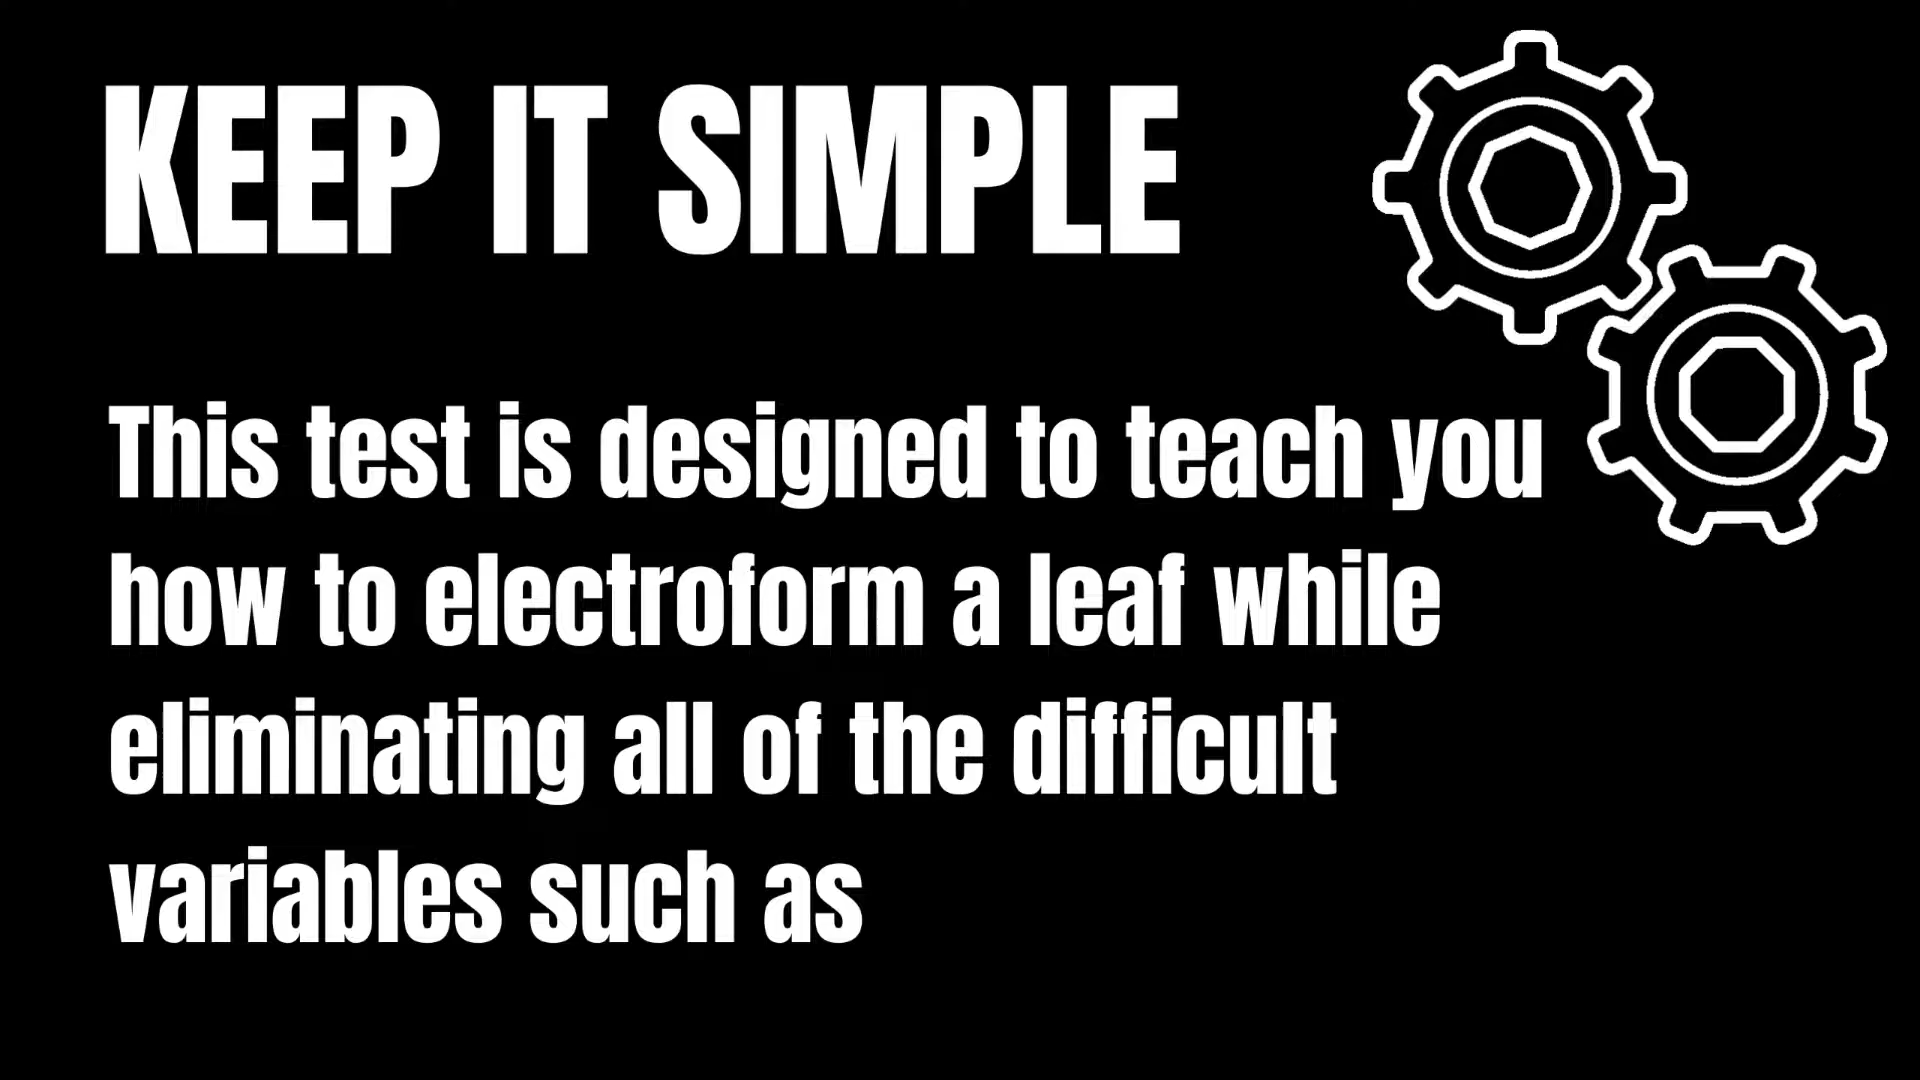 KEEP IT SIMPLE
This test is designed to teach you
how to electroform a leaf while
eliminating all of the difficult
variables such as